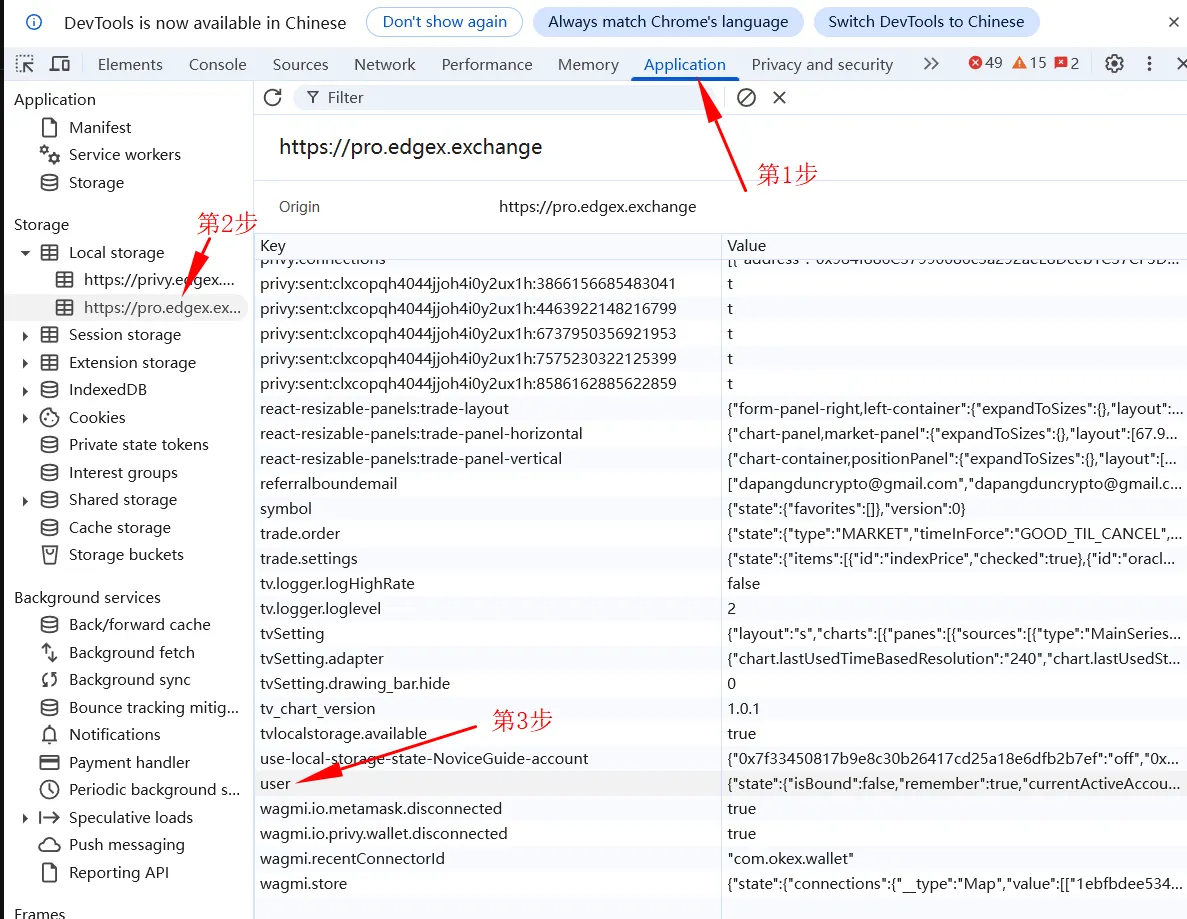 DevTools is now available in Chinese
Don't show again
Always match Chrome's language
Switch DevTools to Chinese
Elements
Console
Sources
Network
Performance
Memory
Application
Privacy and security
49
15
2
Application
Manifest
Service workers
Storage
Storage
Local storage
https://privy.edgex....
https://pro.edgex.ex...
Session storage
Extension storage
IndexedDB
Cookies
Private state tokens
Interest groups
Shared storage
Cache storage
Storage buckets
Background services
Back/forward cache
Background fetch
Background sync
Bounce tracking mitig...
Notifications
Payment handler
Periodic background s...
Speculative loads
Push messaging
Reporting API
Frames
第2步
Filter
https://pro.edgex.exchange
第1步
Origin https://pro.edgex.exchange
Key Value
privy:connections
privy:sent:clxcopqh4044jjoh4i0y2ux1h:3866156685483041 t
privy:sent:clxcopqh4044jjoh4i0y2ux1h:4463922148216799 t
privy:sent:clxcopqh4044jjoh4i0y2ux1h:6737950356921953 t
privy:sent:clxcopqh4044jjoh4i0y2ux1h:7575230322125399 t
privy:sent:clxcopqh4044jjoh4i0y2ux1h:8586162885622859 t
react-resizable-panels:trade-layout {"form-panel-right,left-container":{"expandToSizes":{},"layout":...
react-resizable-panels:trade-panel-horizontal {"chart-panel,market-panel":{"expandToSizes":{},"layout":[67.9...
react-resizable-panels:trade-panel-vertical {"chart-container,positionPanel":{"expandToSizes":{},"layout":[...
referralboundemail ["dapangduncrypto@gmail.com","dapangduncrypto@gmail.c...
symbol {"state":{"favorites":[]},"version":0}
trade.order {"state":{"type":"MARKET","timeInForce":"GOOD_TIL_CANCEL",...
trade.settings {"state":{"items":[{"id":"indexPrice","checked":true},{"id":"oracl...
tv.logger.logHighRate false
tv.logger.loglevel 2
tvSetting {"layout":"s","charts":[{"panes":[{"sources":[{"type":"MainSeries...
tvSetting.adapter {"chart.lastUsedTimeBasedResolution":"240","chart.lastUsedSt...
tvSetting.drawing_bar.hide 0
tv_chart_version 1.0.1
第3步
tvlocalstorage.available true
use-local-storage-state-NoviceGuide-account {"0x7f33450817b9e8c30b26417cd25a18e6dfb2b7ef":"off","0x...
user {"state":{"isBound":false,"remember":true,"currentActiveAccou...
wagmi.io.metamask.disconnected true
wagmi.io.privy.wallet.disconnected true
wagmi.recentConnectorId "com.okex.wallet"
wagmi.store {"state":{"connections":{"__type":"Map","value":[["1ebfbdee534...